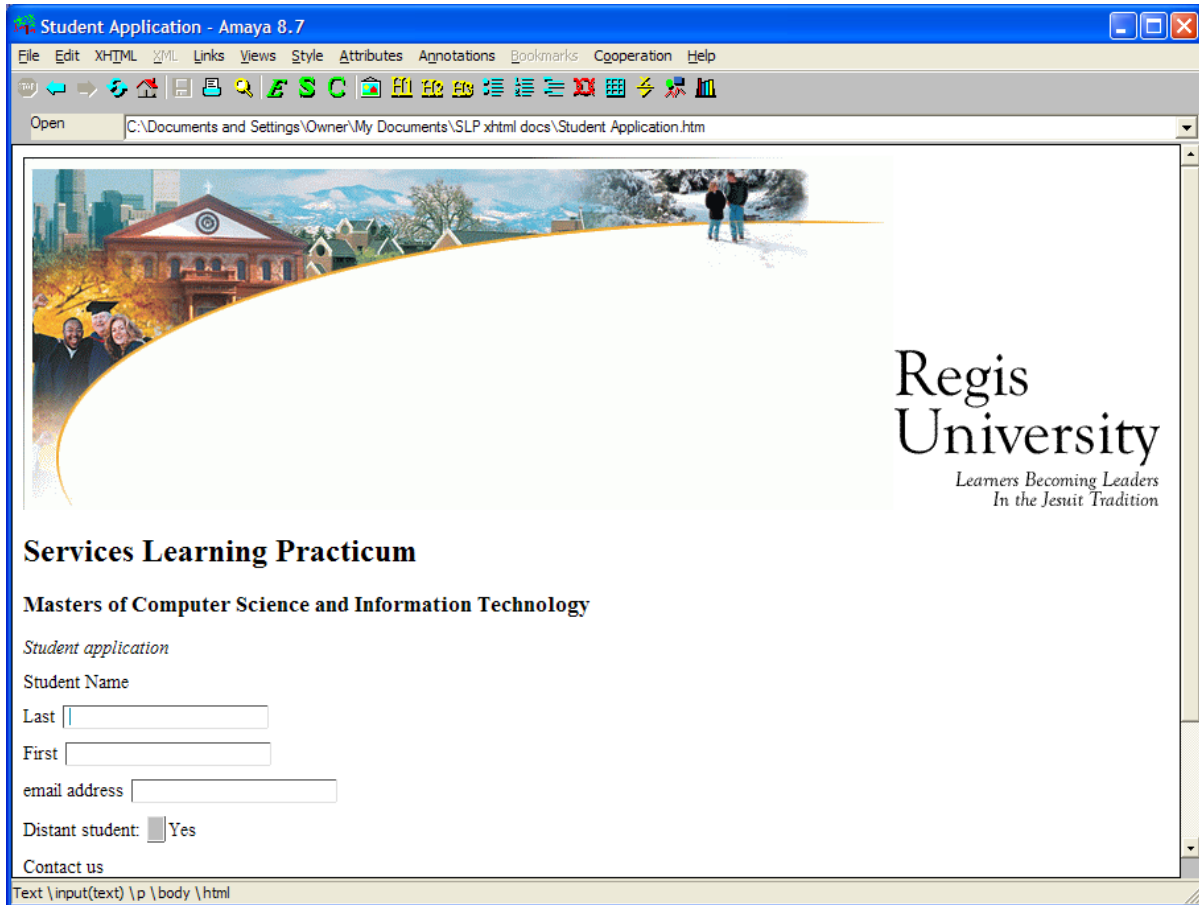 Student Application - Amaya 8.7
File Edit XHTML XML Links Views Style Attributes Annotations Bookmarks Cooperation Help
E S C H1 H2 H3
Open C:\Documents and Settings\Owner\My Documents\SLP xhtml docs\Student Application.htm
Regis
University
Learners Becoming Leaders
In the Jesuit Tradition
Services Learning Practicum
Masters of Computer Science and Information Technology
Student application
Student Name
Last
First
email address
Distant student: Yes
Contact us
Text \ input(text) \ p \ body \ html